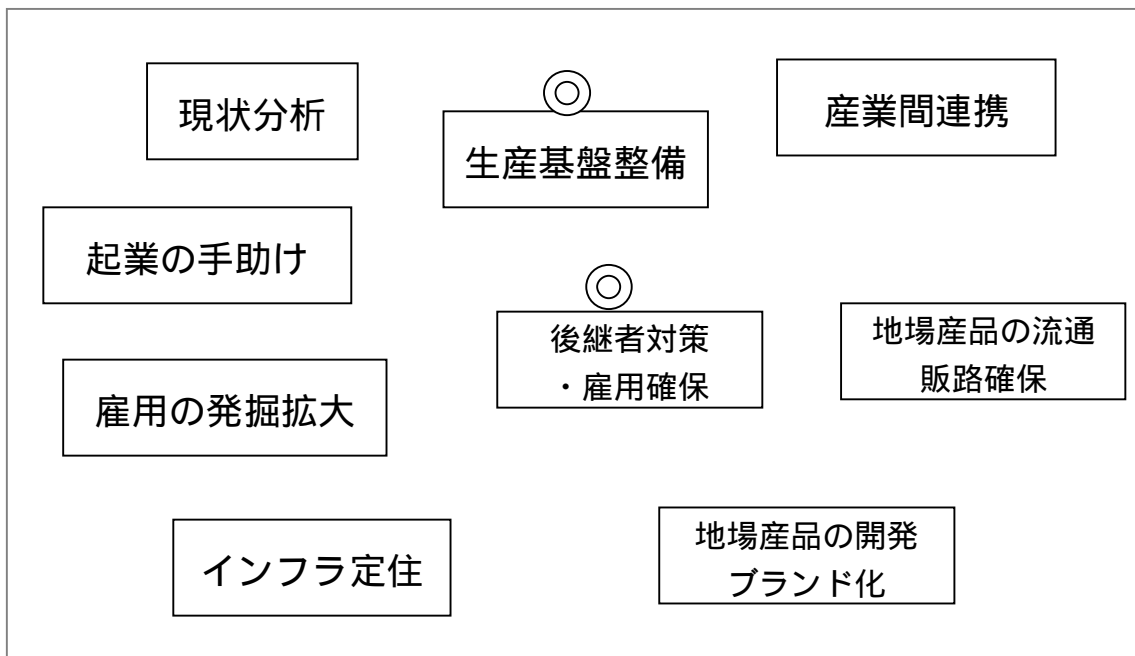 現状分析
生産基盤整備
産業間連携
起業の手助け
後継者対策
・雇用確保
地場産品の流通
販路確保
雇用の発掘拡大
インフラ定住
地場産品の開発
ブランド化